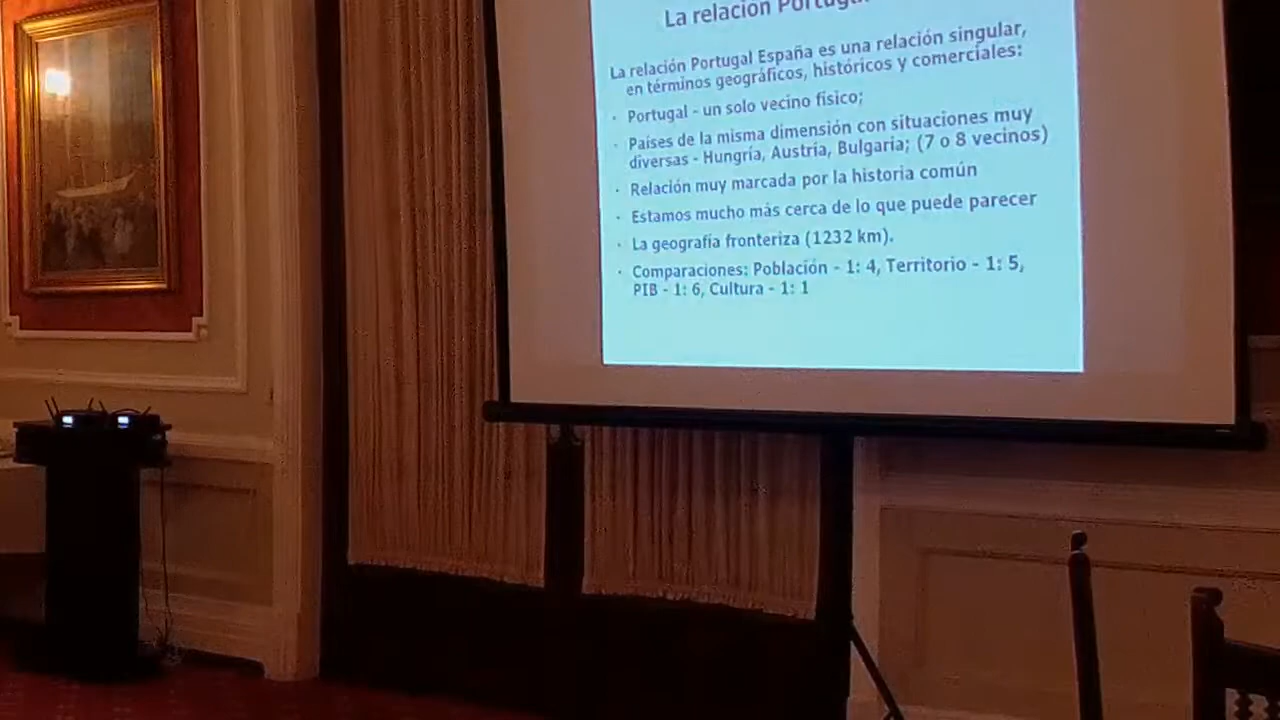 La relación Portugal
La relación Portugal España es una relación singular,
en términos geográficos, históricos y comerciales:
· Portugal - un solo vecino físico;
· Países de la misma dimensión con situaciones muy
diversas - Hungría, Austria, Bulgaria; (7 o 8 vecinos)
· Relación muy marcada por la historia común
· Estamos mucho más cerca de lo que puede parecer
· La geografía fronteriza (1232 km).
· Comparaciones: Población - 1: 4, Territorio - 1: 5,
PIB - 1: 6, Cultura - 1: 1